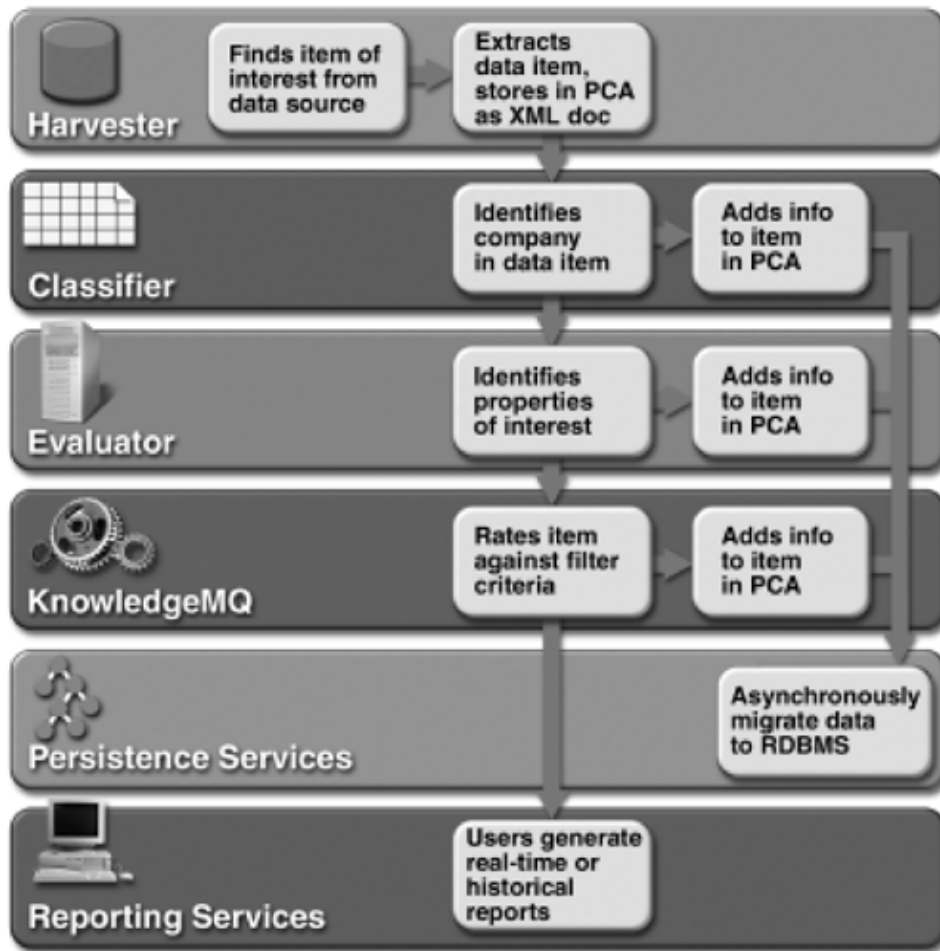 Finds item of
interest from
data source
Extracts
data item,
stores in PCA
as XML doc
Harvester
Identifies
company
in data item
Adds info
to item
in PCA
Classifier
Identifies
properties
of interest
Adds info
to item
in PCA
Evaluator
Rates item
against filter
criteria
Adds info
to item
in PCA
KnowledgeMQ
Asynchronously
migrate data
to RDBMS
Persistence Services
Users generate
real-time or
historical
reports
Reporting Services